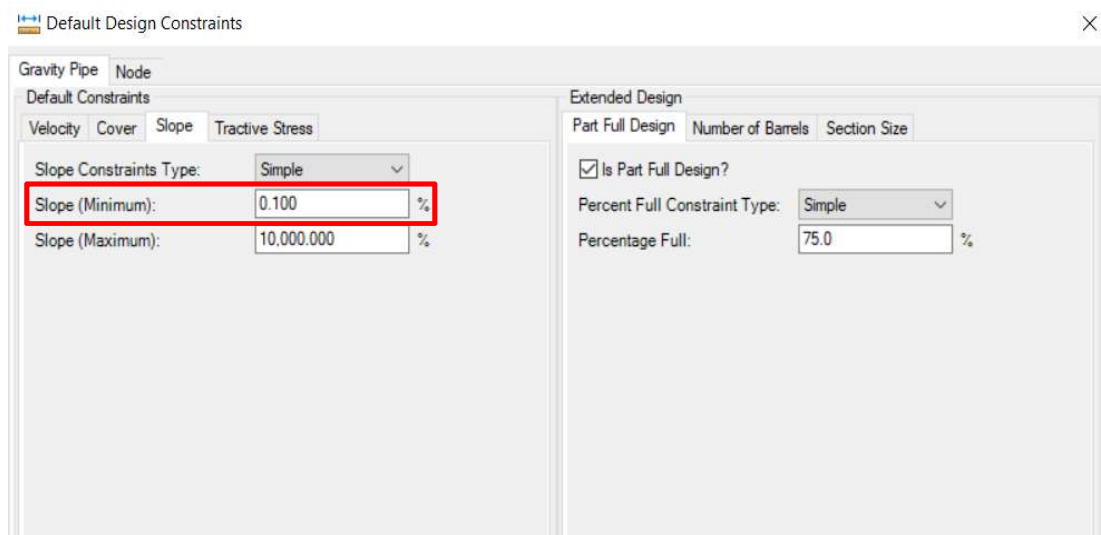 Default Design Constraints
Gravity Pipe Node
Default Constraints
Velocity Cover Slope Tractive Stress
Slope Constraints Type: Simple
Slope (Minimum): 0.100 %
Slope (Maximum): 10,000.000 %
Extended Design
Part Full Design Number of Barrels Section Size
Is Part Full Design?
Percent Full Constraint Type: Simple
Percentage Full: 75.0 %